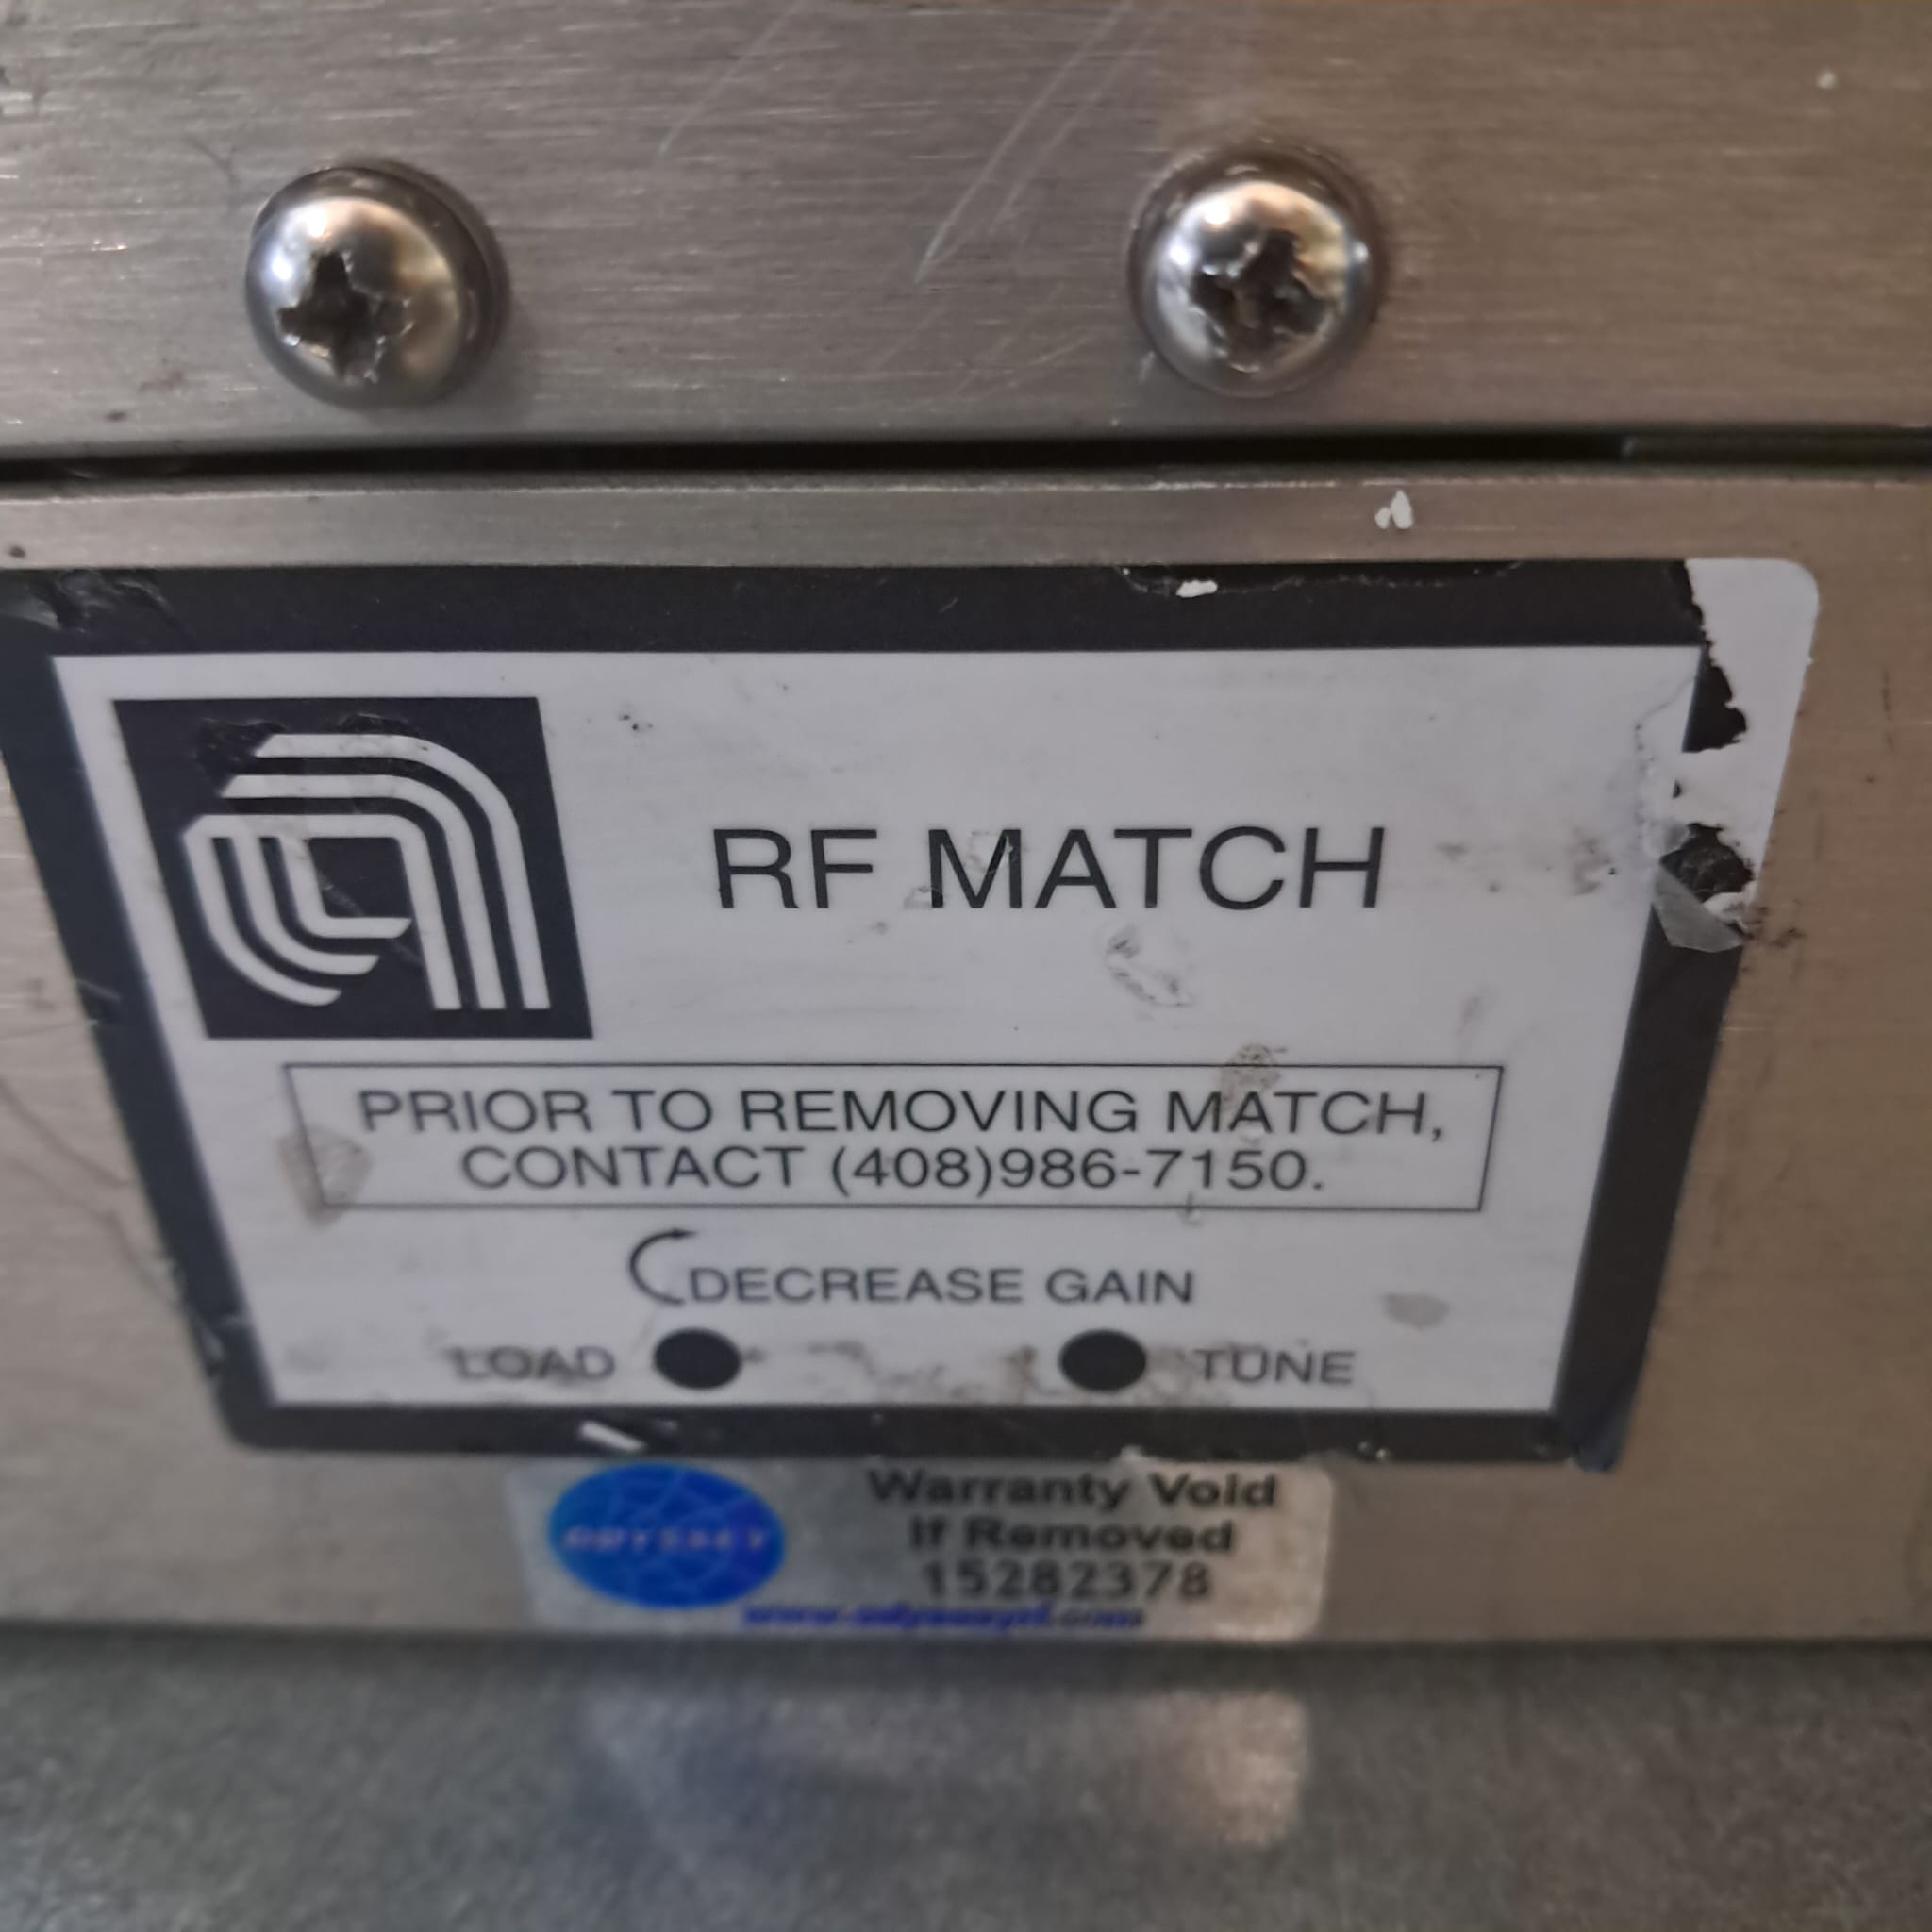 RF MATCH
PRIOR TO REMOVING MATCH,
CONTACT (408)986-7150.
DECREASE GAIN
LOAD
TUNE
ODYSSEY
Warranty Void
If Removed
15282378